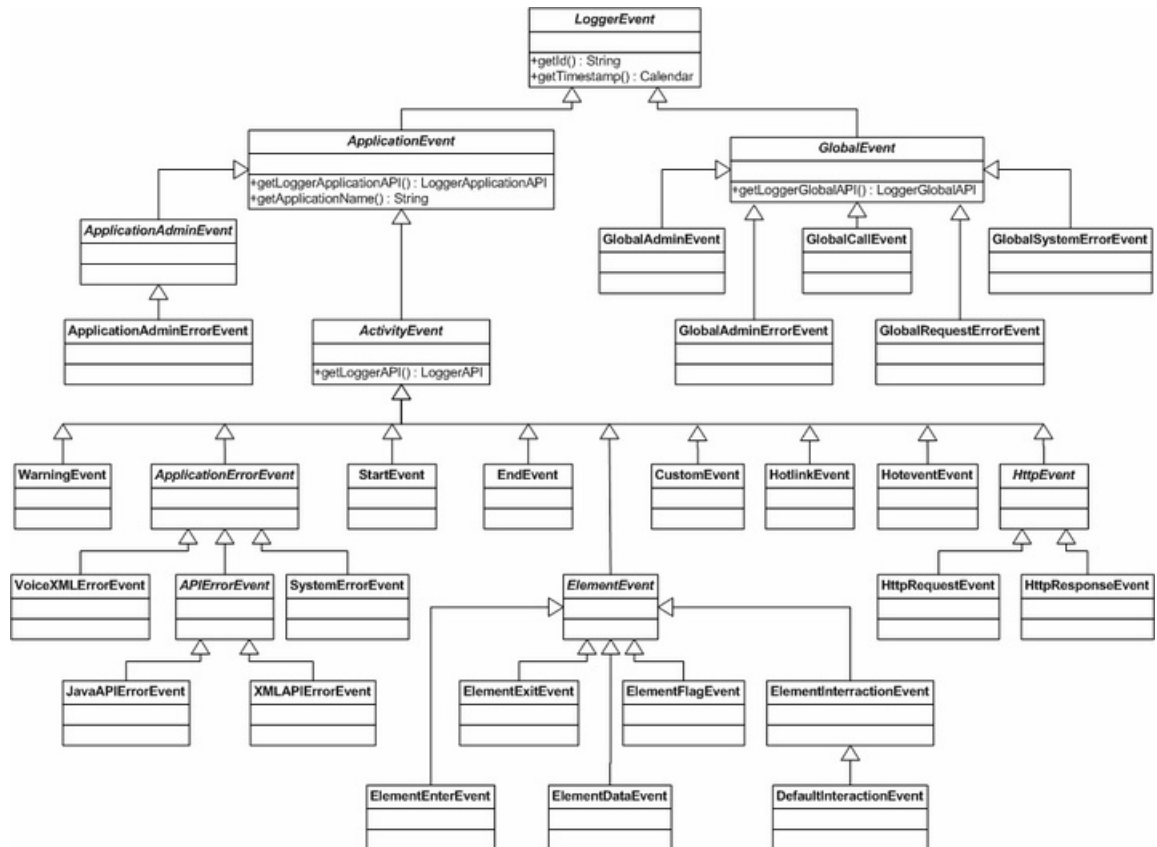 LoggerEvent
+getId() : String
+getTimestamp() : Calendar
ApplicationEvent
+getLoggerApplicationAPI() : LoggerApplicationAPI
+getApplicationName() : String
GlobalEvent
+getLoggerGlobalAPI() : LoggerGlobalAPI
ApplicationAdminEvent
GlobalAdminEvent
GlobalCallEvent
GlobalSystemErrorEvent
ApplicationAdminErrorEvent
ActivityEvent
+getLoggerAPI() : LoggerAPI
GlobalAdminErrorEvent
GlobalRequestErrorEvent
WarningEvent
ApplicationErrorEvent
StartEvent
EndEvent
CustomEvent
HotlinkEvent
HoteventEvent
HttpEvent
VoiceXMLErrorEvent
APIErrorEvent
SystemErrorEvent
ElementEvent
HttpRequestEvent
HttpResponseEvent
JavaAPIErrorEvent
XMLAPIErrorEvent
ElementExitEvent
ElementFlagEvent
ElementInterractionEvent
ElementEnterEvent
ElementDataEvent
DefaultInteractionEvent